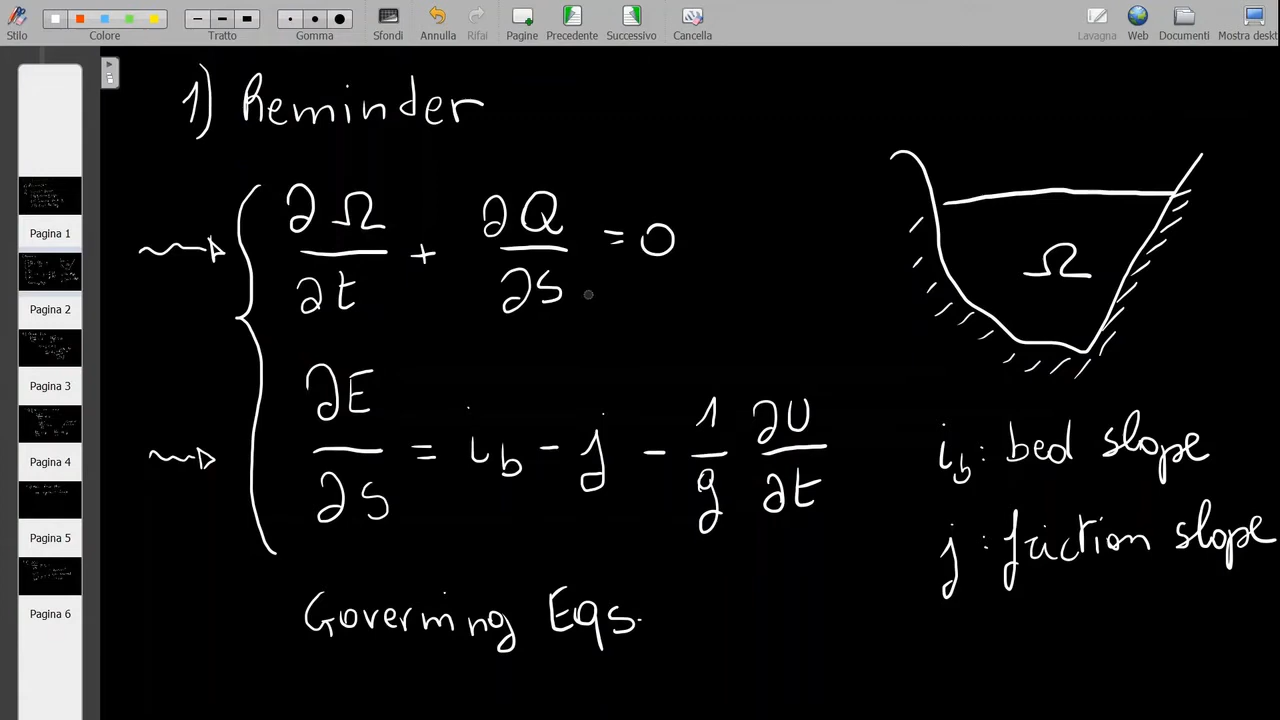 Stilo Colore Tratto Gomma Sfondi Annulla Rifai Pagine Precedente Successivo Cancella Lavagna Web Documenti Mostra deskt
Pagina 1
Pagina 2
Pagina 3
Pagina 4
Pagina 5
Pagina 6
1) Reminder
∂Ω/∂t + ∂Q/∂s = 0
∂E/∂s = i_b - j - 1/g ∂U/∂t
Governing Eqs.
Ω
i_b: bed slope
j: friction slope